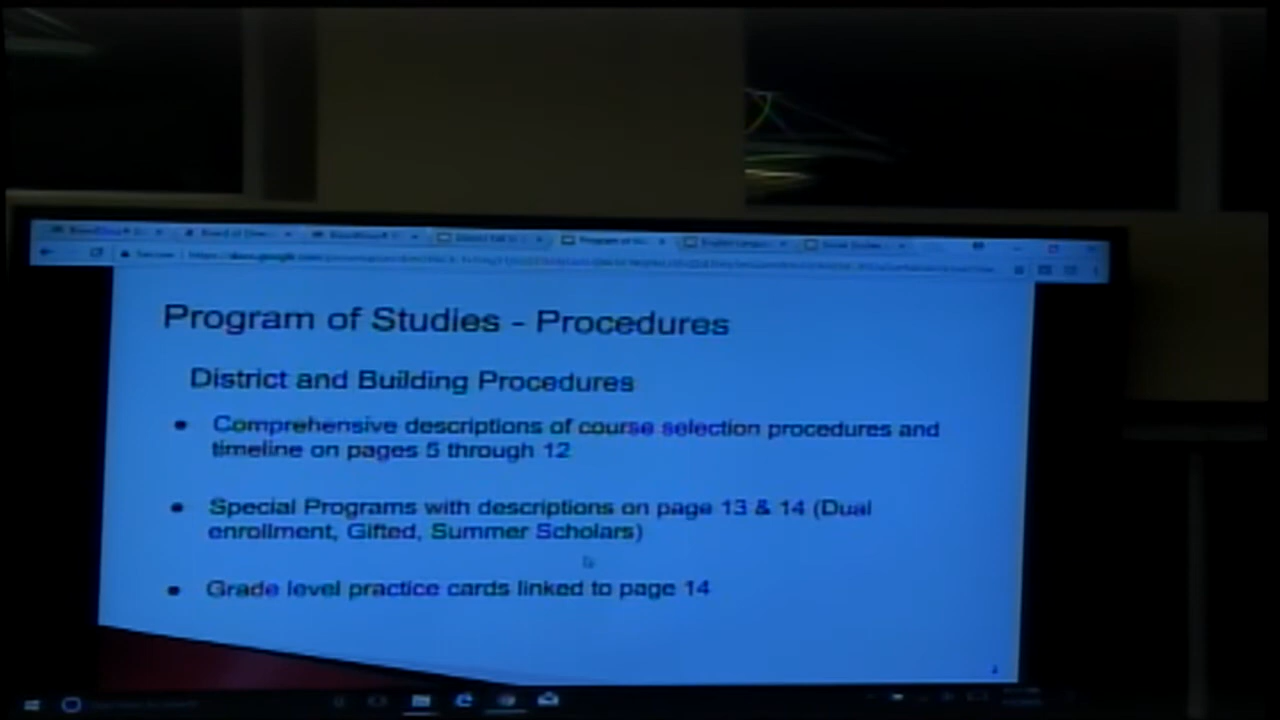 Secure
Program of Studies - Procedures
District and Building Procedures
• Comprehensive descriptions of course selection procedures and
timeline on pages 5 through 12
• Special Programs with descriptions on page 13 & 14 (Dual
enrollment, Gifted, Summer Scholars)
• Grade level practice cards linked to page 14